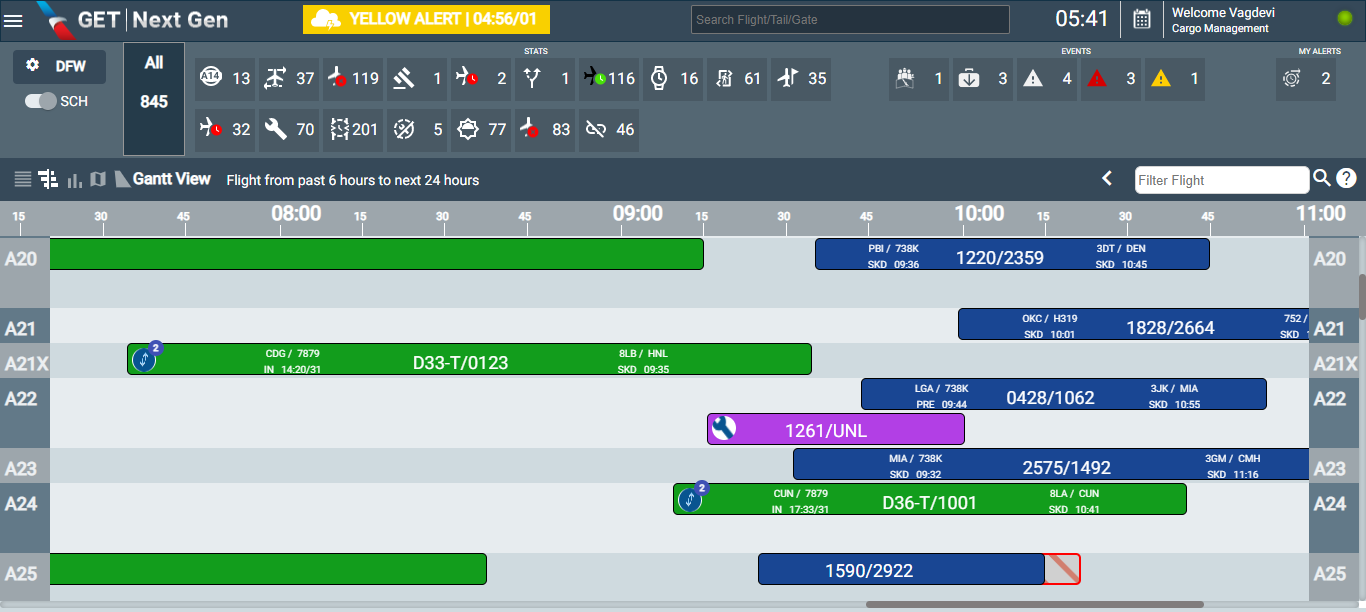 GET | Next Gen
YELLOW ALERT | 04:56/01
Search Flight/Tail/Gate
05:41
Welcome Vagdevi
Cargo Management
DFW
SCH
All
845
STATS
A14 13 37 119 1 2 1 116 16 61 35
32 70 201 5 77 83 46
EVENTS
1 3 4 3 1
MY ALERTS
2
Gantt View Flight from past 6 hours to next 24 hours
Filter Flight
?
15 30 45 08:00 15 30 45 09:00 15 30 45 10:00 15 30 45 11:00
A20 PBI / 738K 1220/2359 3DT / DEN A20
SKD 09:36 SKD 10:45
A21 OKC / H319 1828/2664 752 / A21
SKD 10:01 SKD
A21X 2 CDG / 7879 D33-T/0123 8LB / HNL A21X
IN 14:20/31 SKD 09:35
A22 LGA / 738K 0428/1062 3JK / MIA A22
PRE 09:44 SKD 10:55
1261/UNL
A23 MIA / 738K 2575/1492 3GM / CMH A23
SKD 09:32 SKD 11:16
A24 2 CUN / 7879 D36-T/1001 8LA / CUN A24
IN 17:33/31 SKD 10:41
A25 1590/2922 A25